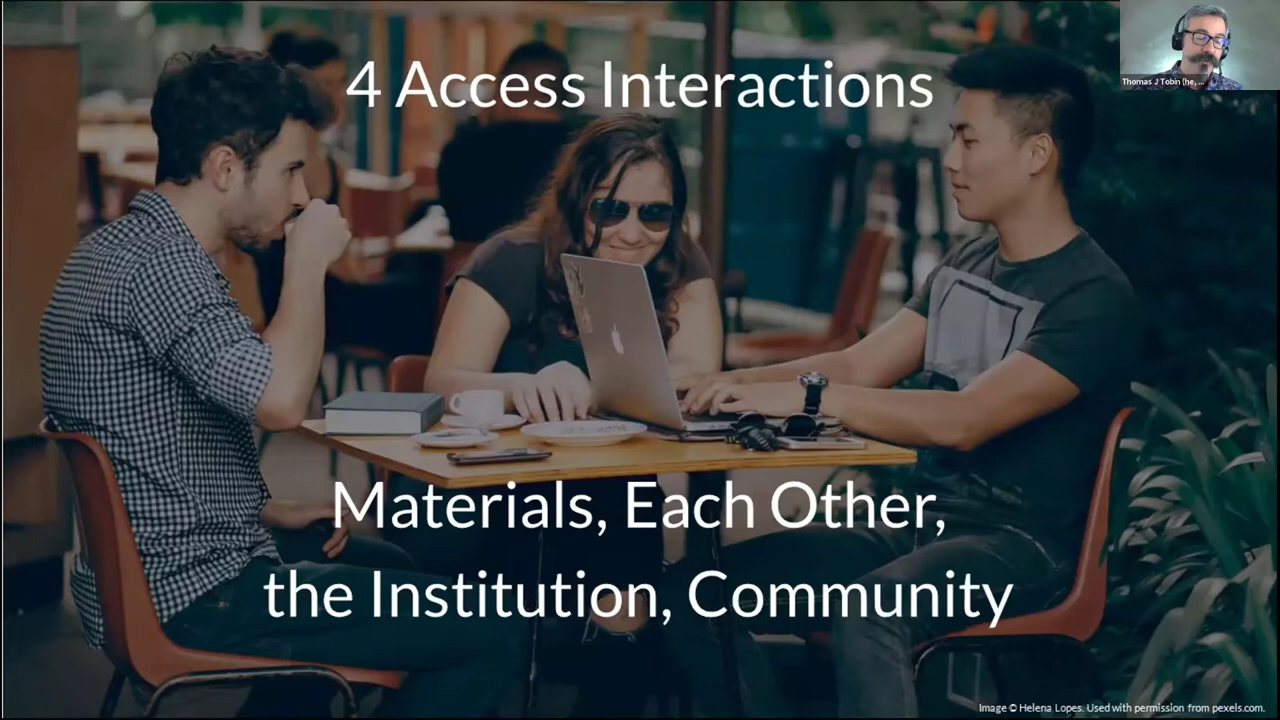 4 Access Interactions
Thomas J Tobin (he, ...
Materials, Each Other,
the Institution, Community
Image © Helena Lopes. Used with permission from pexels.com.